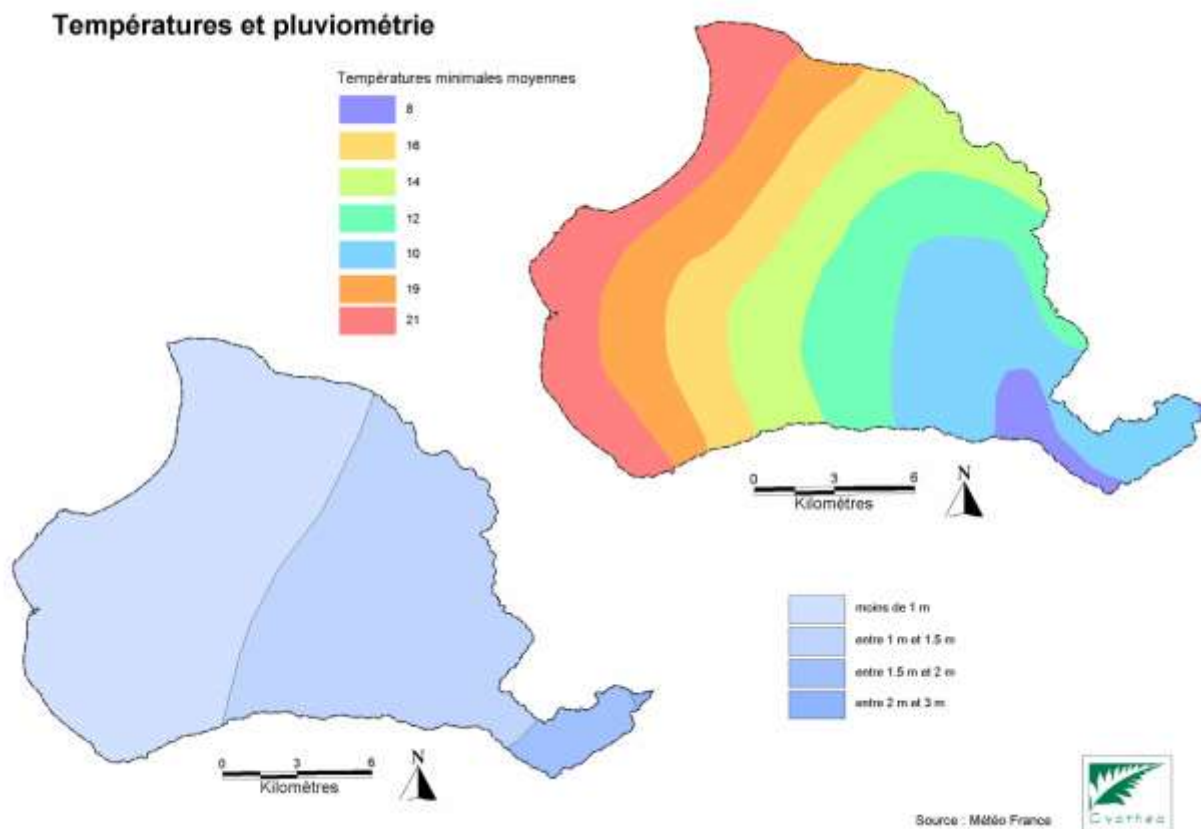 Températures et pluviométrie
Températures minimales moyennes
8
16
14
12
10
19
21
0 3 6
Kilomètres
N
0 3 6
Kilomètres
N
moins de 1 m
entre 1 m et 1.5 m
entre 1.5 m et 2 m
entre 2 m et 3 m
Source : Météo France
Cyathea